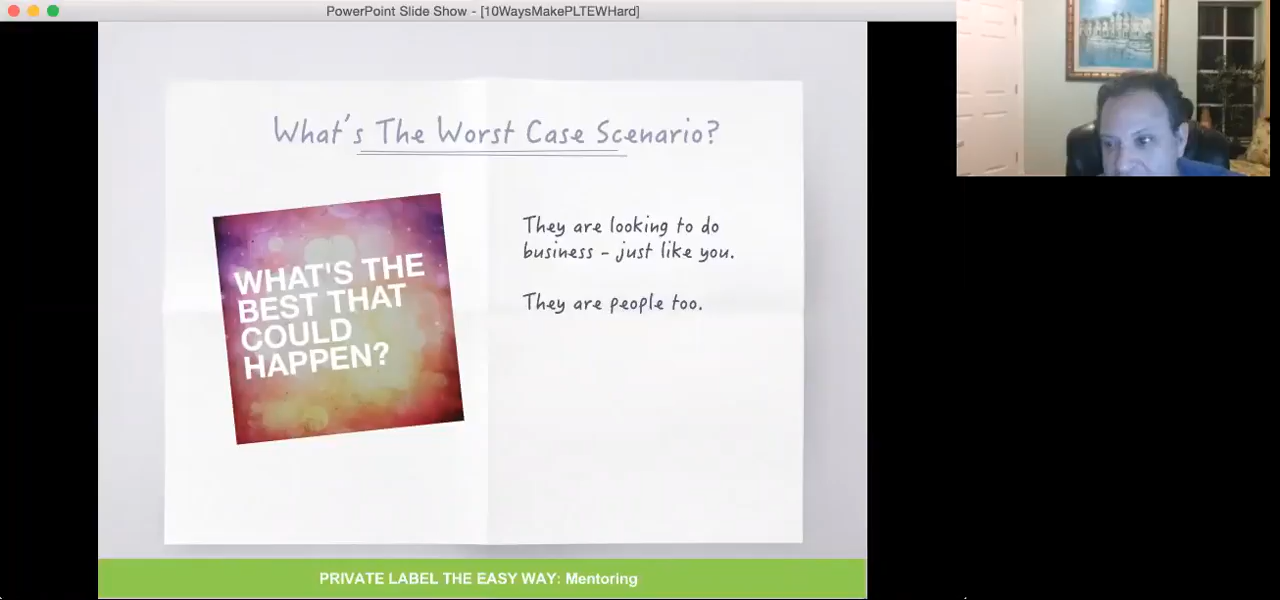 PowerPoint Slide Show - [10WaysMakePLTEWHard]
What's The Worst Case Scenario?
WHAT'S THE
BEST THAT
COULD
HAPPEN?
They are looking to do
business - just like you.
They are people too.
PRIVATE LABEL THE EASY WAY: Mentoring